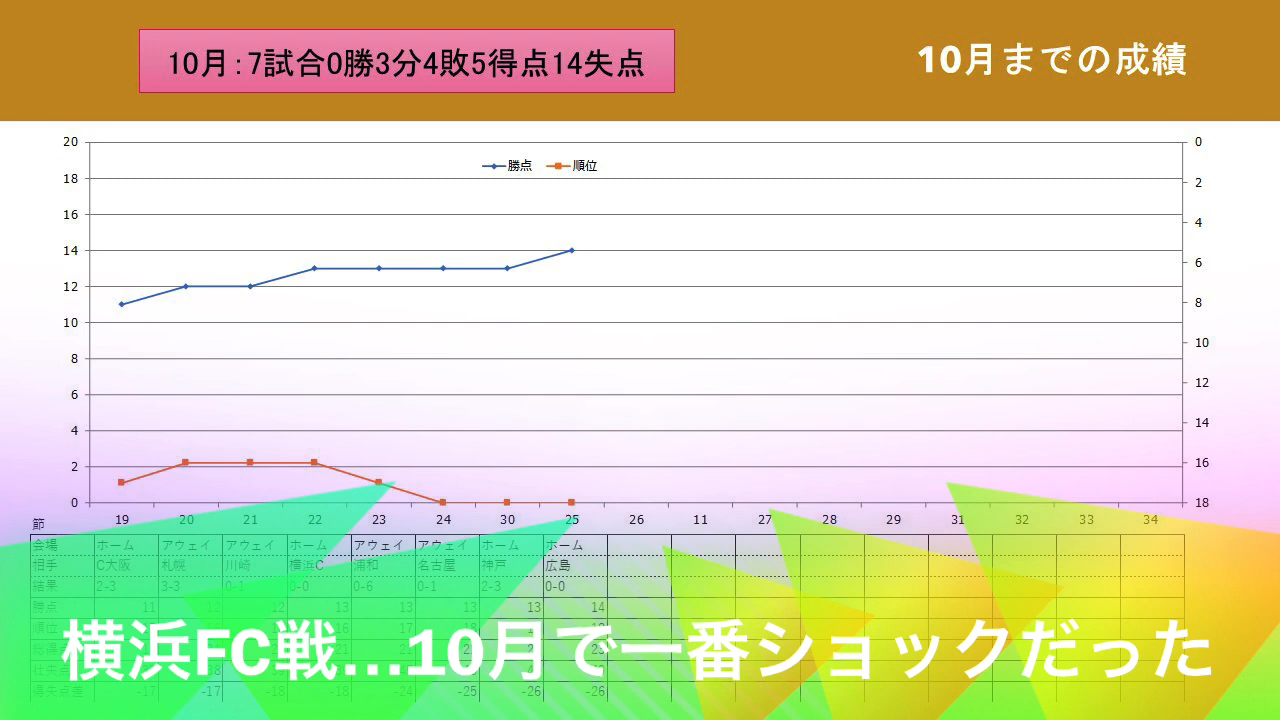 10月：7試合0勝3分4敗5得点14失点
10月までの成績
20 0
勝点 順位
18 2
16 4
14 6
12 8
10 10
8 12
6 14
4 16
2
0 18
節 19 20 21 22 23 24 30 25 26 11 27 28 29 31 32 33 34
会場 ホーム アウェイ アウェイ ホーム アウェイ アウェイ ホーム ホーム
相手 C大阪 札幌 川崎 横浜C 浦和 名古屋 神戸 広島
結果 2-3 3-3 0-1 0-0 0-6 0-1 2-3 0-0
勝点 11 12 12 13 13 13 13 14
横浜FC戦…10月で一番ショックだった
-17 -17 -18 -18 -24 -25 -26 -26